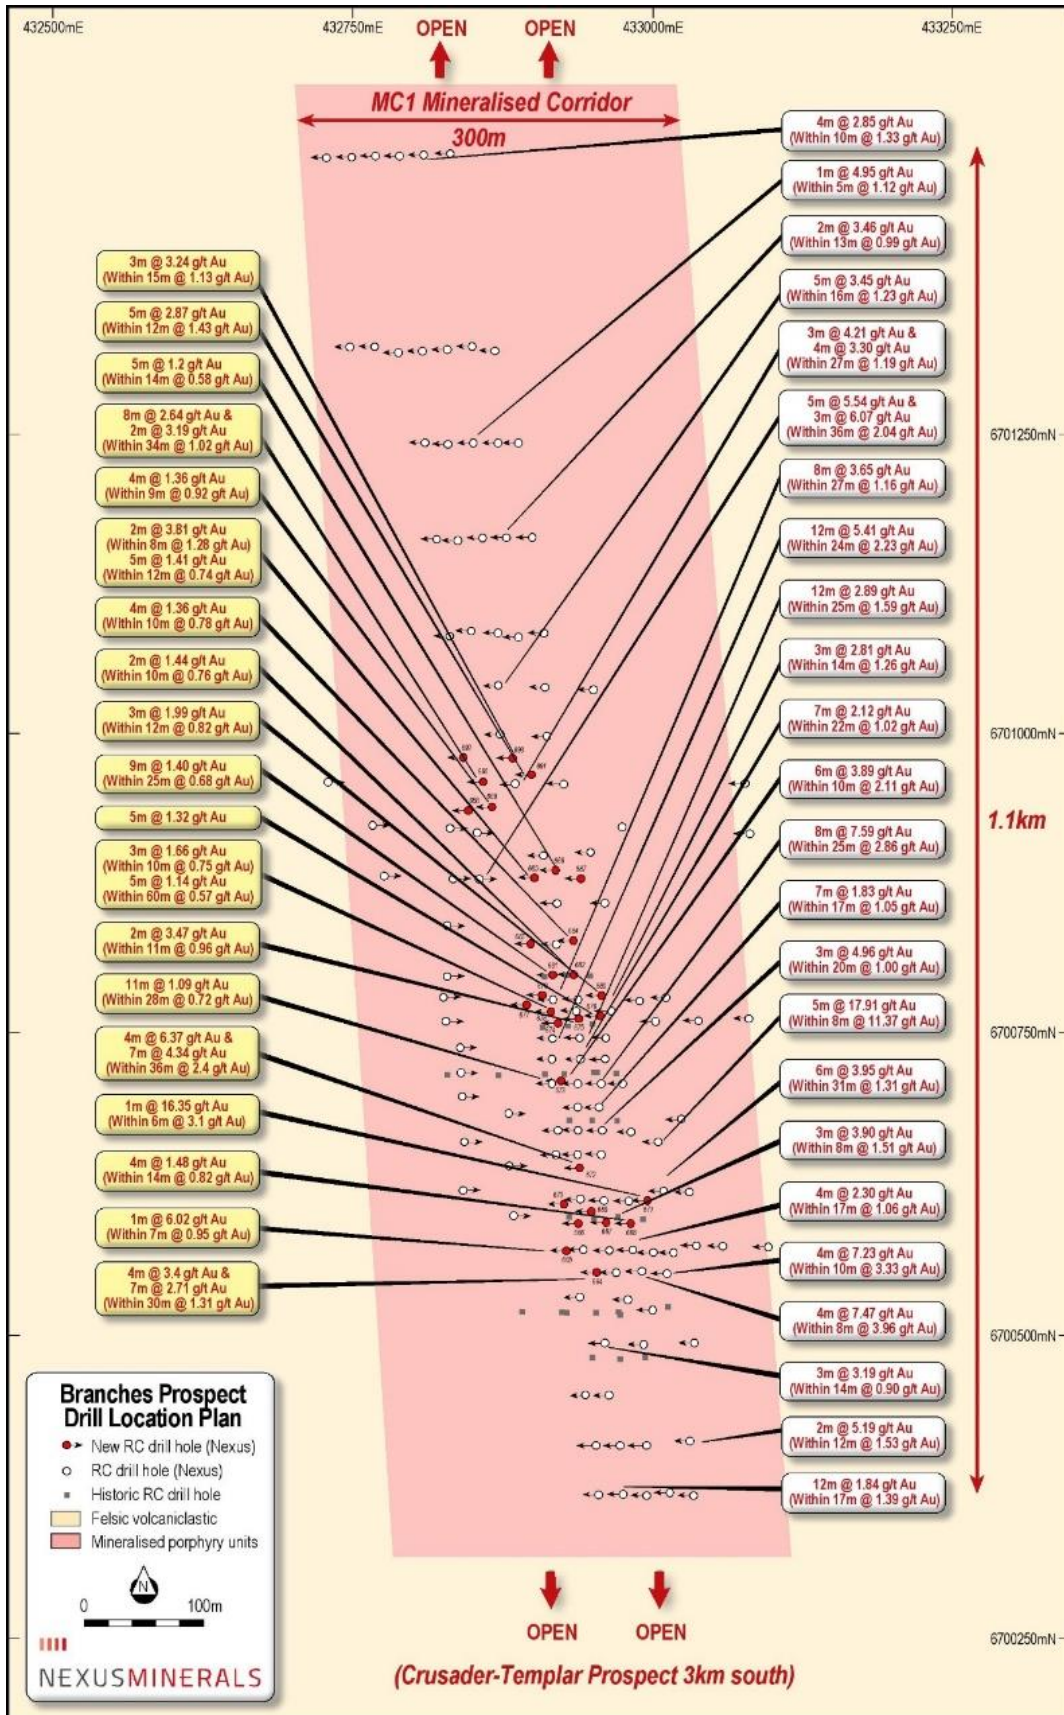 432500mE
432750mE
433000mE
433250mE
OPEN
OPEN
MC1 Mineralised Corridor
300m
4m @ 2.85 g/t Au
(Within 10m @ 1.33 g/t Au)
1m @ 4.95 g/t Au
(Within 5m @ 1.12 g/t Au)
2m @ 3.46 g/t Au
(Within 13m @ 0.99 g/t Au)
5m @ 3.45 g/t Au
(Within 16m @ 1.23 g/t Au)
3m @ 4.21 g/t Au &
4m @ 3.30 g/t Au
(Within 27m @ 1.19 g/t Au)
5m @ 5.54 g/t Au &
3m @ 6.07 g/t Au
(Within 36m @ 2.04 g/t Au)
8m @ 3.65 g/t Au
(Within 27m @ 1.16 g/t Au)
12m @ 5.41 g/t Au
(Within 24m @ 2.23 g/t Au)
12m @ 2.89 g/t Au
(Within 25m @ 1.59 g/t Au)
3m @ 2.81 g/t Au
(Within 14m @ 1.26 g/t Au)
7m @ 2.12 g/t Au
(Within 22m @ 1.02 g/t Au)
6m @ 3.89 g/t Au
(Within 10m @ 2.11 g/t Au)
8m @ 7.59 g/t Au
(Within 25m @ 2.86 g/t Au)
7m @ 1.83 g/t Au
(Within 17m @ 1.05 g/t Au)
3m @ 4.96 g/t Au
(Within 20m @ 1.00 g/t Au)
5m @ 17.91 g/t Au
(Within 8m @ 11.37 g/t Au)
6m @ 3.95 g/t Au
(Within 31m @ 1.31 g/t Au)
3m @ 3.90 g/t Au
(Within 8m @ 1.51 g/t Au)
4m @ 2.30 g/t Au
(Within 17m @ 1.06 g/t Au)
4m @ 7.23 g/t Au
(Within 10m @ 3.33 g/t Au)
4m @ 7.47 g/t Au
(Within 8m @ 3.96 g/t Au)
3m @ 3.19 g/t Au
(Within 14m @ 0.90 g/t Au)
2m @ 5.19 g/t Au
(Within 12m @ 1.53 g/t Au)
12m @ 1.84 g/t Au
(Within 17m @ 1.39 g/t Au)
3m @ 3.24 g/t Au
(Within 15m @ 1.13 g/t Au)
5m @ 2.87 g/t Au
(Within 12m @ 1.43 g/t Au)
5m @ 1.2 g/t Au
(Within 14m @ 0.58 g/t Au)
8m @ 2.64 g/t Au &
2m @ 3.19 g/t Au
(Within 34m @ 1.02 g/t Au)
4m @ 1.36 g/t Au
(Within 9m @ 0.92 g/t Au)
2m @ 3.81 g/t Au
(Within 8m @ 1.28 g/t Au)
5m @ 1.41 g/t Au
(Within 12m @ 0.74 g/t Au)
4m @ 1.36 g/t Au
(Within 10m @ 0.78 g/t Au)
2m @ 1.44 g/t Au
(Within 10m @ 0.76 g/t Au)
3m @ 1.99 g/t Au
(Within 12m @ 0.82 g/t Au)
9m @ 1.40 g/t Au
(Within 25m @ 0.68 g/t Au)
5m @ 1.32 g/t Au
3m @ 1.66 g/t Au
(Within 10m @ 0.75 g/t Au)
5m @ 1.14 g/t Au
(Within 60m @ 0.57 g/t Au)
2m @ 3.47 g/t Au
(Within 11m @ 0.96 g/t Au)
11m @ 1.09 g/t Au
(Within 28m @ 0.72 g/t Au)
4m @ 6.37 g/t Au &
7m @ 4.34 g/t Au
(Within 36m @ 2.4 g/t Au)
1m @ 16.35 g/t Au
(Within 6m @ 3.1 g/t Au)
4m @ 1.48 g/t Au
(Within 14m @ 0.82 g/t Au)
1m @ 6.02 g/t Au
(Within 7m @ 0.95 g/t Au)
4m @ 3.4 g/t Au &
7m @ 2.71 g/t Au
(Within 30m @ 1.31 g/t Au)
6701250mN
6701000mN
1.1km
6700750mN
6700500mN
6700250mN
Branches Prospect
Drill Location Plan
New RC drill hole (Nexus)
RC drill hole (Nexus)
Historic RC drill hole
Felsic volcaniclastic
Mineralised porphyry units
N
0
100m
NEXUSMINERALS
OPEN
OPEN
(Crusader-Templar Prospect 3km south)